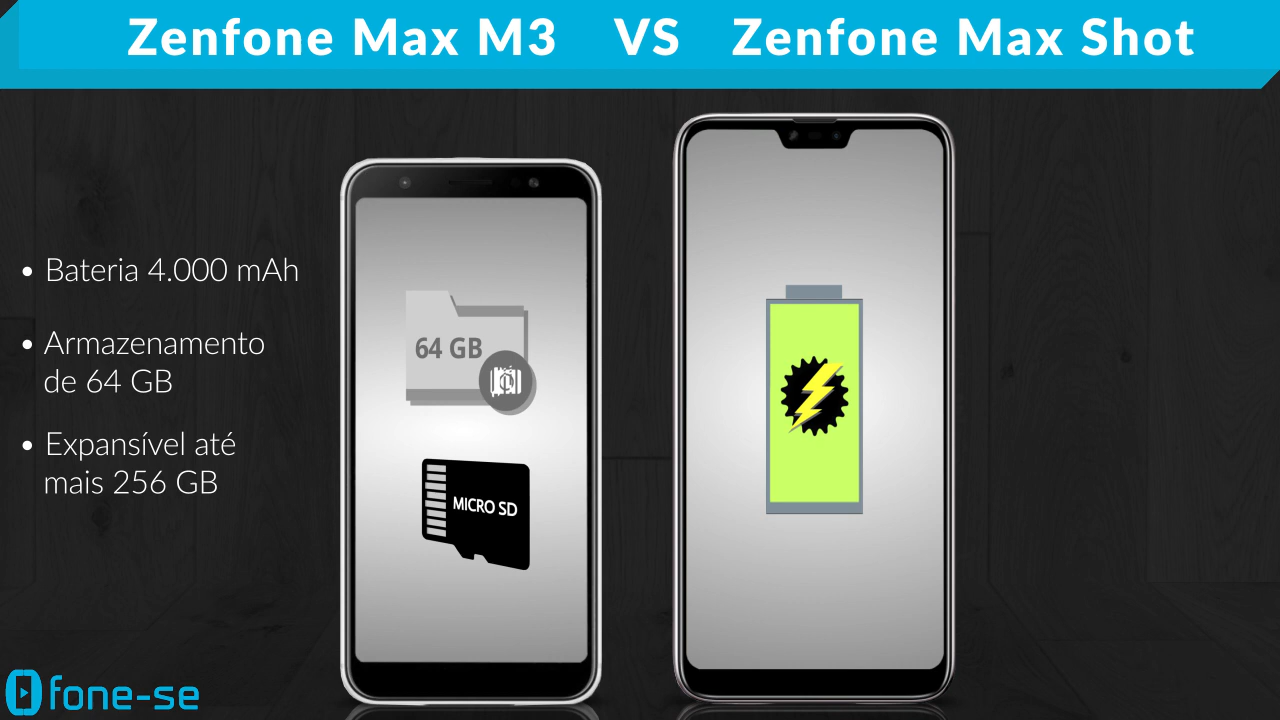 Zenfone Max M3 VS Zenfone Max Shot
• Bateria 4.000 mAh
• Armazenamento
de 64 GB
• Expansível até
mais 256 GB
64 GB
MICRO SD
fone-se